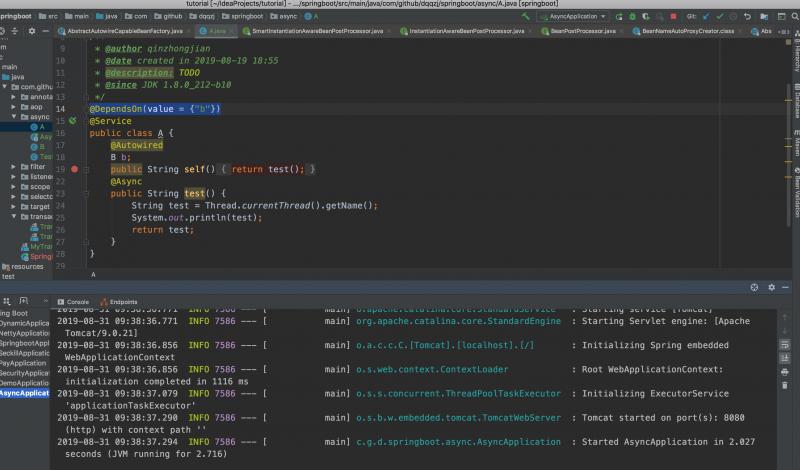 tutorial [~/IdeaProjects/tutorial] - .../springboot/src/main/java/com/github/dqqzj/springboot/async/A.java [springboot]
springboot src main java com github dqqzj springboot async A AsyncApplication
AbstractAutowireCapableBeanFactory.java A.java SmartInstantiationAwareBeanPostProcessor.java InstantiationAwareBeanPostProcessor.java BeanPostProcessor.java BeanNameAutoProxyCreator.class Abs
main
java
com.github
annota
aop
async
A
Asy
B
Test
filter
listener
scope
selecto
target
transac
Tra
Tra
MyTran
Spring
resources
test
9 * @author qinzhongjian
10 * @date created in 2019-08-19 18:55
11 * @description: TODO
12 * @since JDK 1.8.0_212-b10
13 */
14 @DependsOn(value = {"b"})
15 @Service
16 public class A {
17 @Autowired
18 B b;
19 public String self() { return test(); }
22 @Async
23 public String test() {
24 String test = Thread.currentThread().getName();
25 System.out.println(test);
26 return test;
27 }
28 }
29
A
Hierarchy
Database
Maven
Bean Validation
Console Endpoints
ing Boot
DynamicApplica
NettyApplication
SpringbootAppli
SeckillApplicatio
PayApplication
SecurityApplica
DemoApplication
AsyncApplicati
2019-08-31 09:38:36.771 INFO 7586 --- [ main] o.apache.catalina.core.StandardService : Starting service [Tomcat]
2019-08-31 09:38:36.771 INFO 7586 --- [ main] org.apache.catalina.core.StandardEngine : Starting Servlet engine: [Apache
Tomcat/9.0.21]
2019-08-31 09:38:36.856 INFO 7586 --- [ main] o.a.c.c.C.[Tomcat].[localhost].[/] : Initializing Spring embedded
WebApplicationContext
2019-08-31 09:38:36.856 INFO 7586 --- [ main] o.s.web.context.ContextLoader : Root WebApplicationContext:
initialization completed in 1116 ms
2019-08-31 09:38:37.079 INFO 7586 --- [ main] o.s.s.concurrent.ThreadPoolTaskExecutor : Initializing ExecutorService
'applicationTaskExecutor'
2019-08-31 09:38:37.290 INFO 7586 --- [ main] o.s.b.w.embedded.tomcat.TomcatWebServer : Tomcat started on port(s): 8080
(http) with context path ''
2019-08-31 09:38:37.294 INFO 7586 --- [ main] c.g.d.springboot.async.AsyncApplication : Started AsyncApplication in 2.027
seconds (JVM running for 2.716)